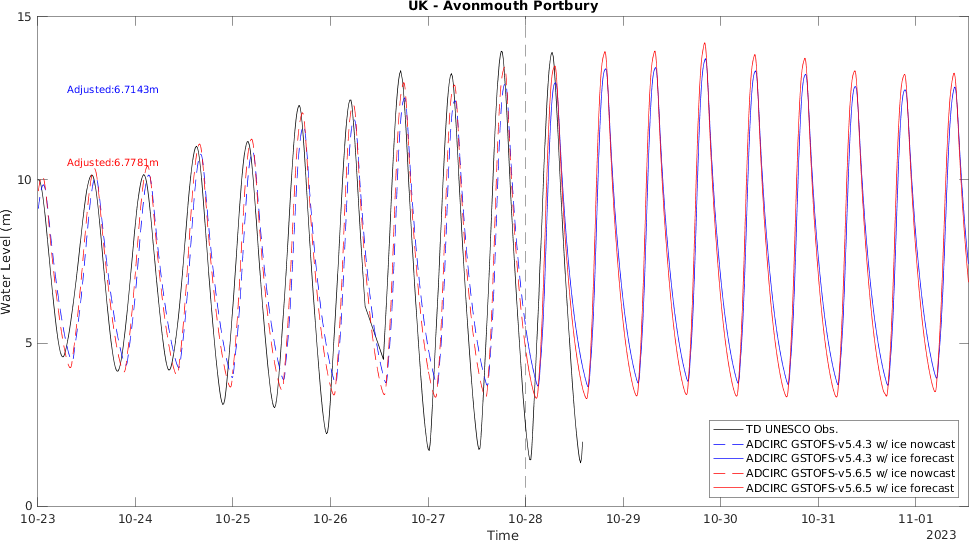 UK - Avonmouth Portbury
15
Adjusted:6.7143m
Adjusted:6.7781m
10
Water Level (m)
5
TD UNESCO Obs.
ADCIRC GSTOFS-v5.4.3 w/ ice nowcast
ADCIRC GSTOFS-v5.4.3 w/ ice forecast
ADCIRC GSTOFS-v5.6.5 w/ ice nowcast
ADCIRC GSTOFS-v5.6.5 w/ ice forecast
0
10-23 10-24 10-25 10-26 10-27 10-28 10-29 10-30 10-31 11-01
Time
2023